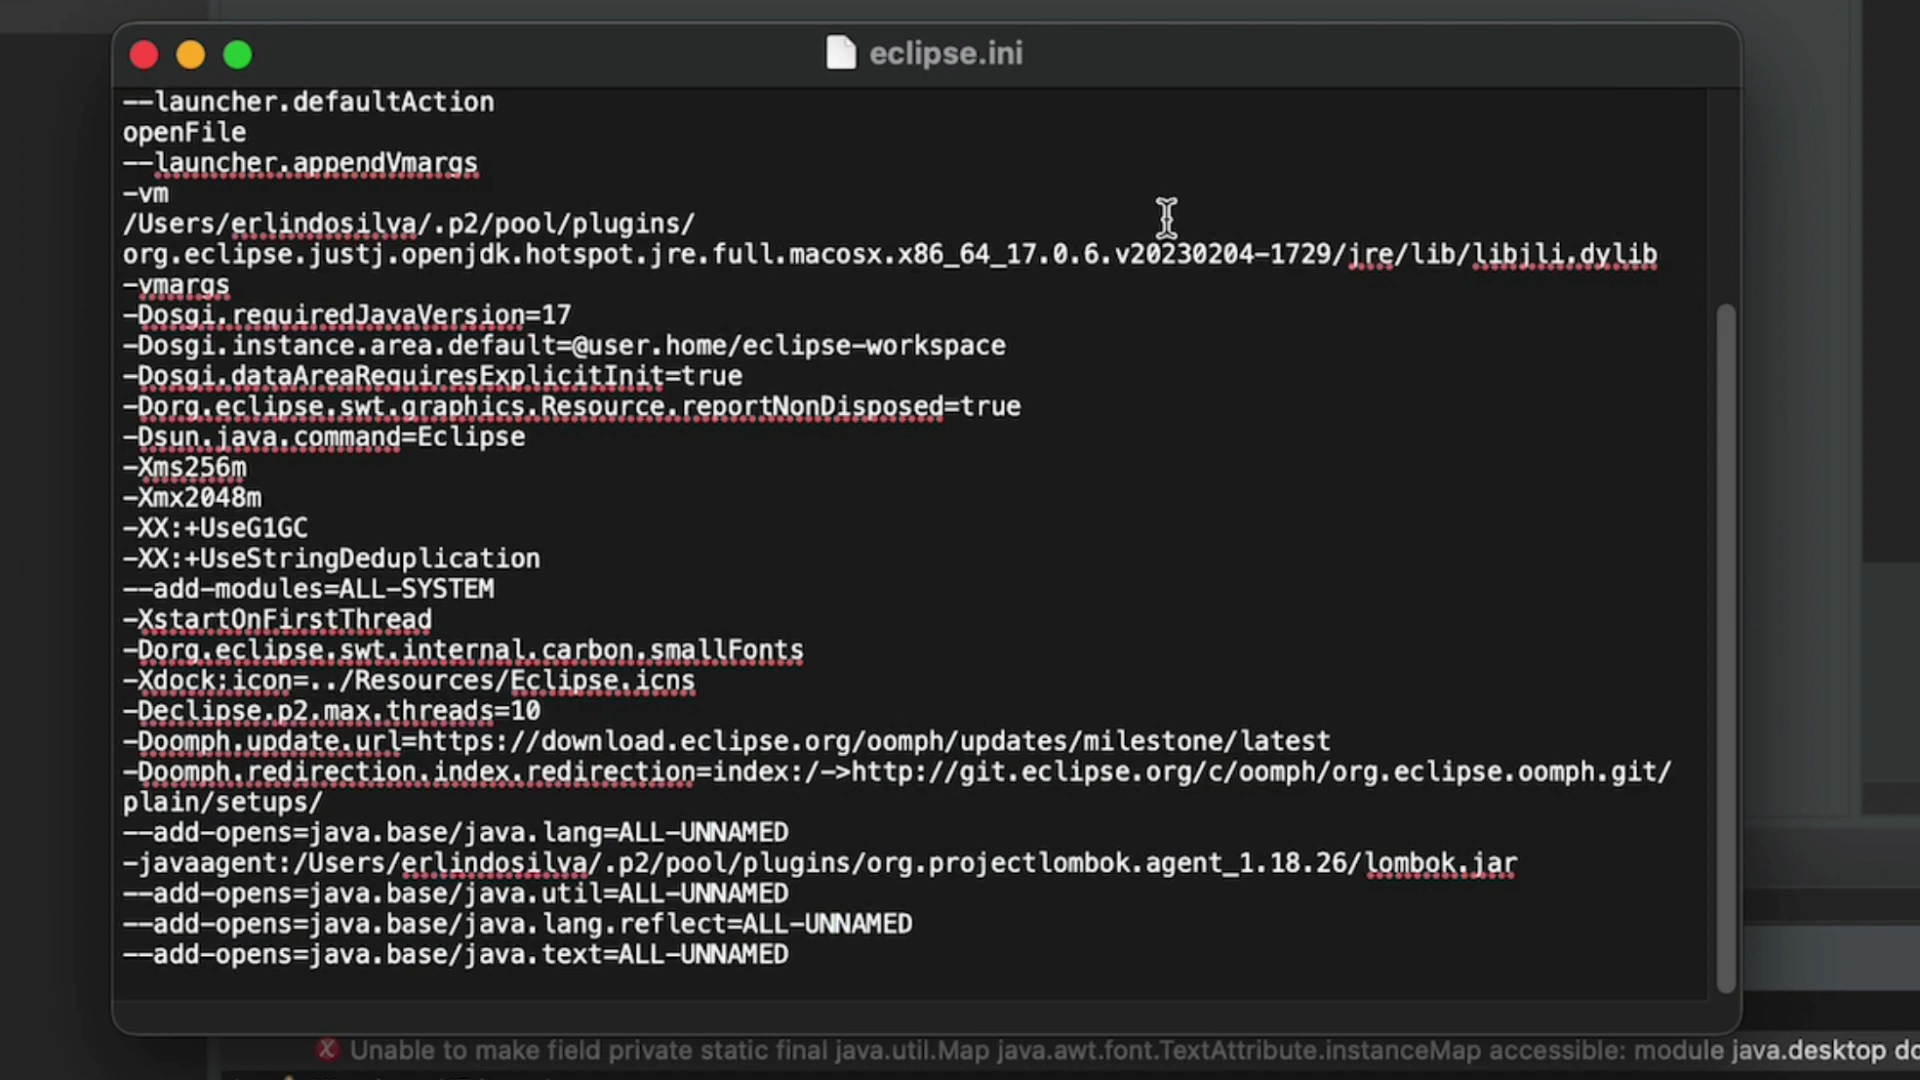 eclipse.ini
--launcher.defaultAction
openFile
--launcher.appendVmargs
-vm
/Users/erlindosilva/.p2/pool/plugins/
org.eclipse.justj.openjdk.hotspot.jre.full.macosx.x86_64_17.0.6.v20230204-1729/jre/lib/libjli.dylib
-vmargs
-Dosgi.requiredJavaVersion=17
-Dosgi.instance.area.default=@user.home/eclipse-workspace
-Dosgi.dataAreaRequiresExplicitInit=true
-Dorg.eclipse.swt.graphics.Resource.reportNonDisposed=true
-Dsun.java.command=Eclipse
-Xms256m
-Xmx2048m
-XX:+UseG1GC
-XX:+UseStringDeduplication
--add-modules=ALL-SYSTEM
-XstartOnFirstThread
-Dorg.eclipse.swt.internal.carbon.smallFonts
-Xdock:icon=../Resources/Eclipse.icns
-Declipse.p2.max.threads=10
-Doomph.update.url=https://download.eclipse.org/oomph/updates/milestone/latest
-Doomph.redirection.index.redirection=index:/->http://git.eclipse.org/c/oomph/org.eclipse.oomph.git/
plain/setups/
--add-opens=java.base/java.lang=ALL-UNNAMED
-javaagent:/Users/erlindosilva/.p2/pool/plugins/org.projectlombok.agent_1.18.26/lombok.jar
--add-opens=java.base/java.util=ALL-UNNAMED
--add-opens=java.base/java.lang.reflect=ALL-UNNAMED
--add-opens=java.base/java.text=ALL-UNNAMED
Unable to make field private static final java.util.Map java.awt.font.TextAttribute.instanceMap accessible: module java.desktop do